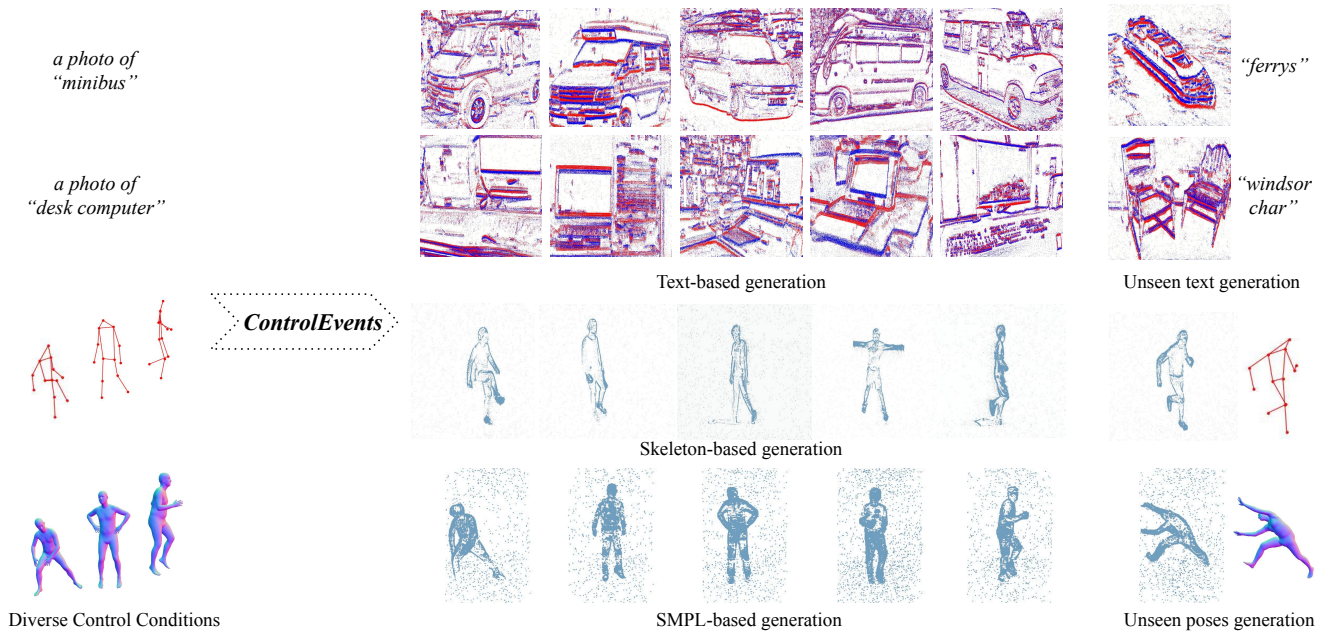 a photo of
“minibus”
“ferrys”
a photo of
“desk computer”
“windsor
char”
Text-based generation
Unseen text generation
ControlEvents
Skeleton-based generation
Diverse Control Conditions
SMPL-based generation
Unseen poses generation